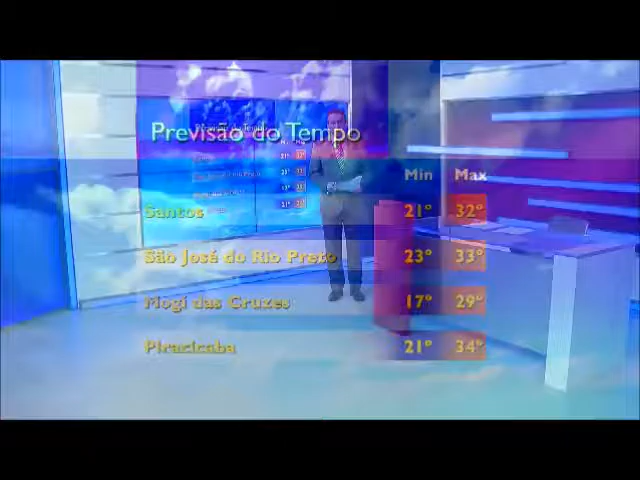 Previsão do Tempo
Min Max
Santos 21° 32°
São José do Rio Preto 23° 33°
Mogi das Cruzes 17° 29°
Piracicaba 21° 34°